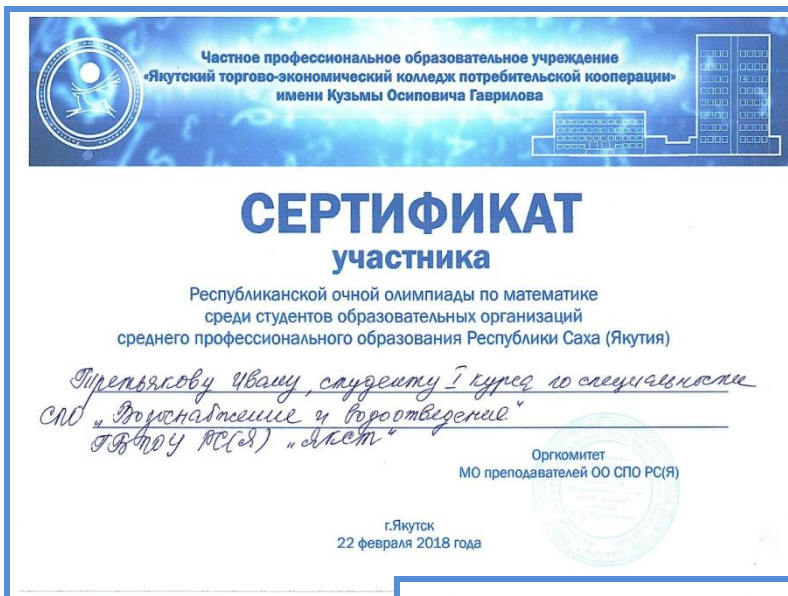 Частное профессиональное образовательное учреждение
«Якутский торгово-экономический колледж потребительской кооперации»
имени Кузьмы Осиповича Гаврилова
СЕРТИФИКАТ
участника
Республиканской очной олимпиады по математике
среди студентов образовательных организаций
среднего профессионального образования Республики Саха (Якутия)
Третьякову Ивану, студенту I курса по специальности
СПО "Водоснабжение и водоотведение"
ГБПОУ РС(Я) "ЯКСТ"
Оргкомитет
МО преподавателей ОО СПО РС(Я)
г.Якутск
22 февраля 2018 года